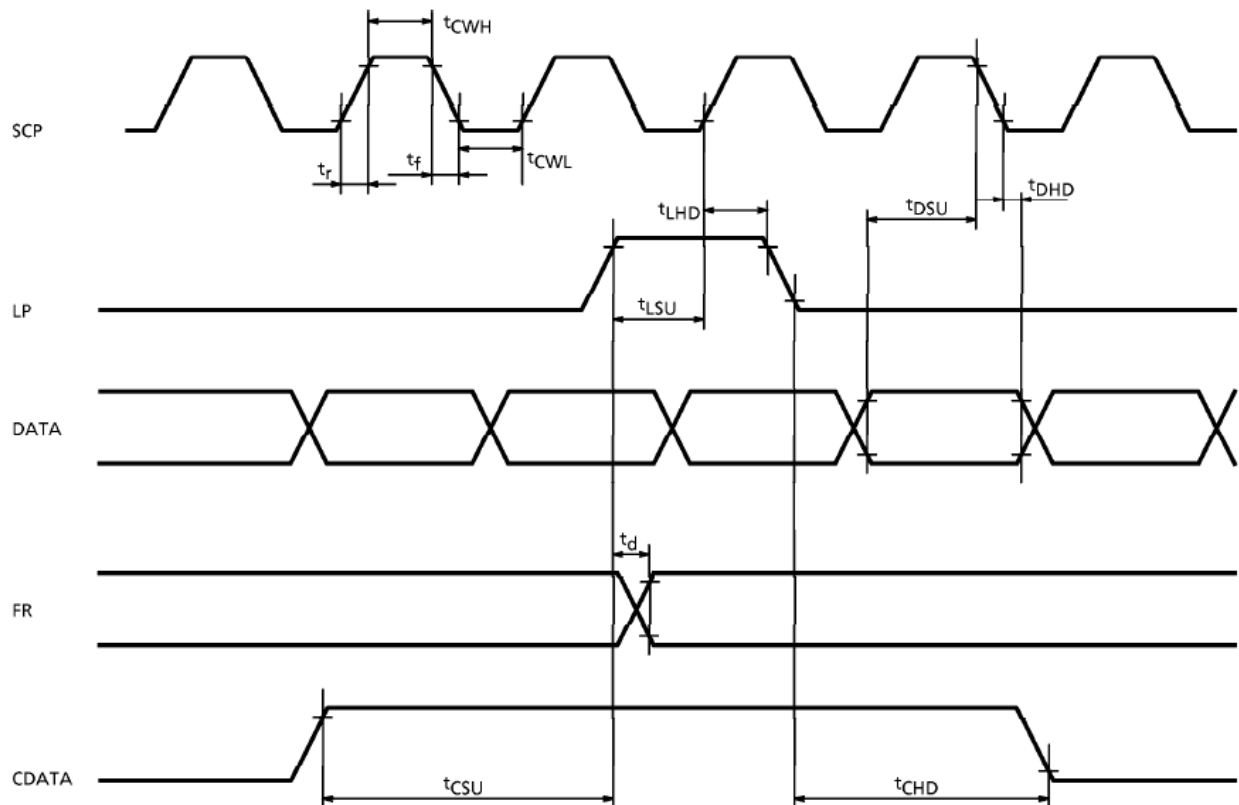 tCWH
SCP
tr
tf
tCWL
tDHD
tLHD
tDSU
LP
tLSU
DATA
td
FR
CDATA
tCSU
tCHD